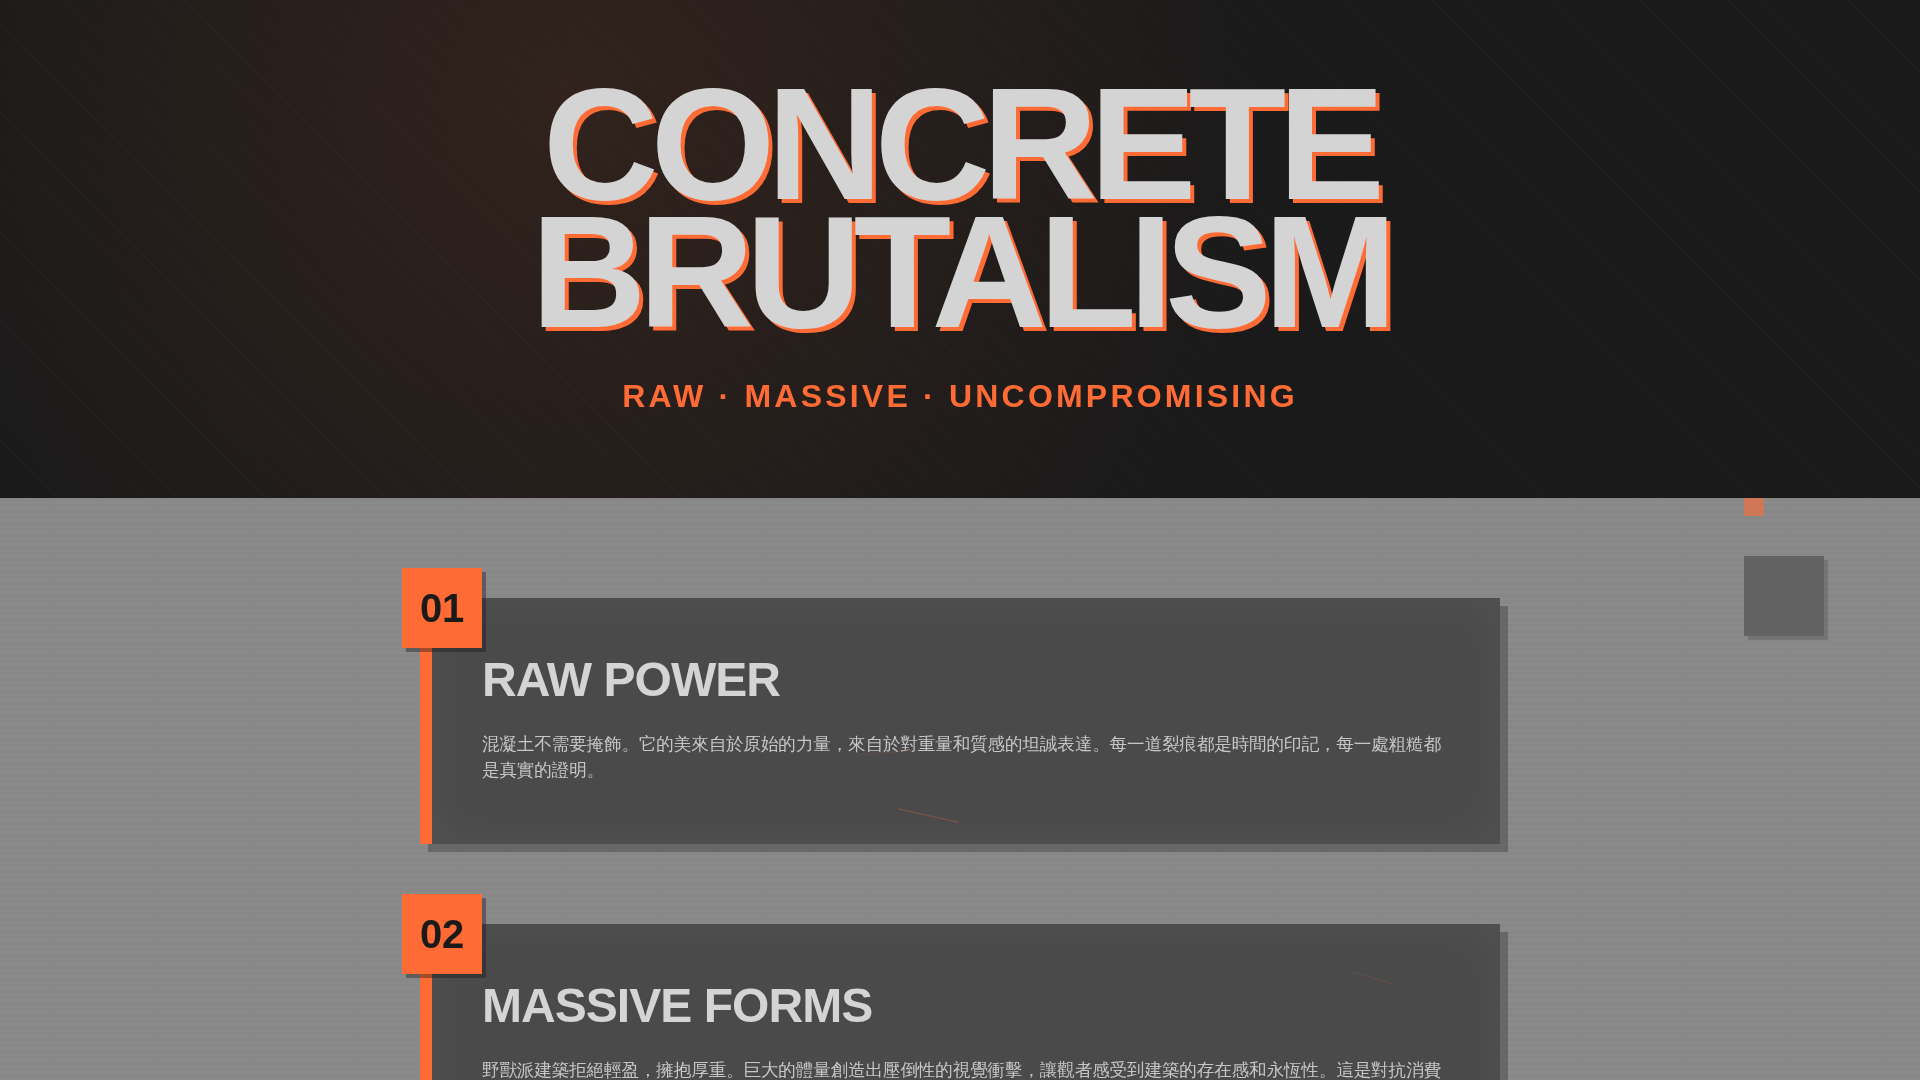 CONCRETE
BRUTALISM
RAW · MASSIVE · UNCOMPROMISING
01
RAW POWER
混凝土不需要掩飾。它的美來自於原始的力量，來自於對重量和質感的坦誠表達。每一道裂痕都是時間的印記，每一處粗糙都
是真實的證明。
02
MASSIVE FORMS
野獸派建築拒絕輕盈，擁抱厚重。巨大的體量創造出壓倒性的視覺衝擊，讓觀者感受到建築的存在感和永恆性。這是對抗消費